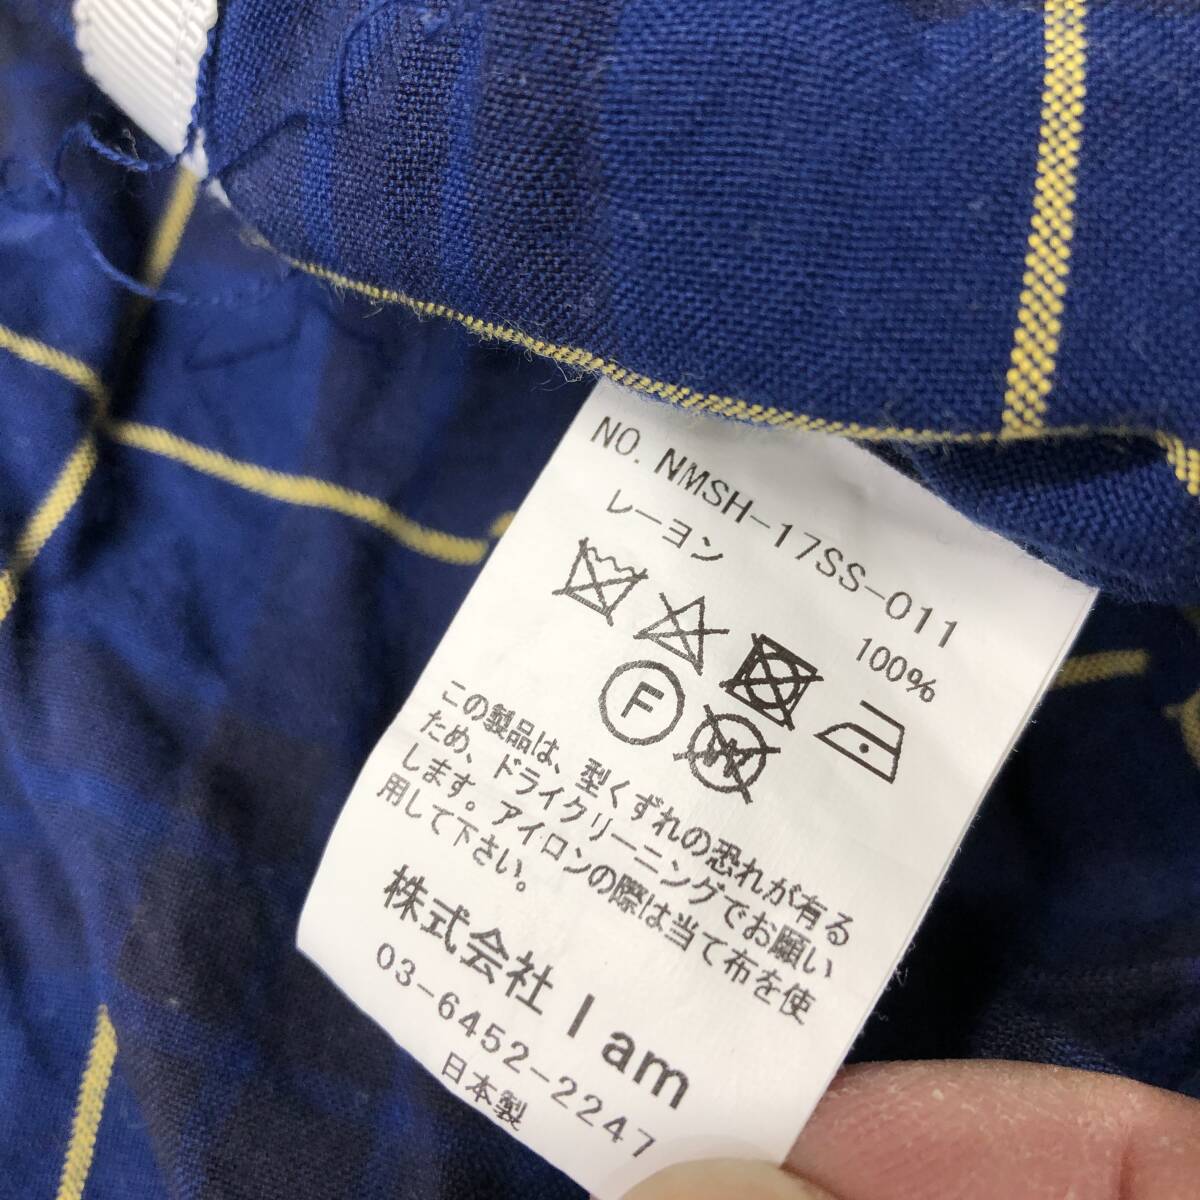 NO. NMSH-17SS-011
レーヨン 100%
F W
この製品は、型くずれの恐れが有る
ため、ドライクリーニングでお願い
します。アイロンの際は当て布を使
用して下さい。
株式会社 I am
03-6452-2247
日本製